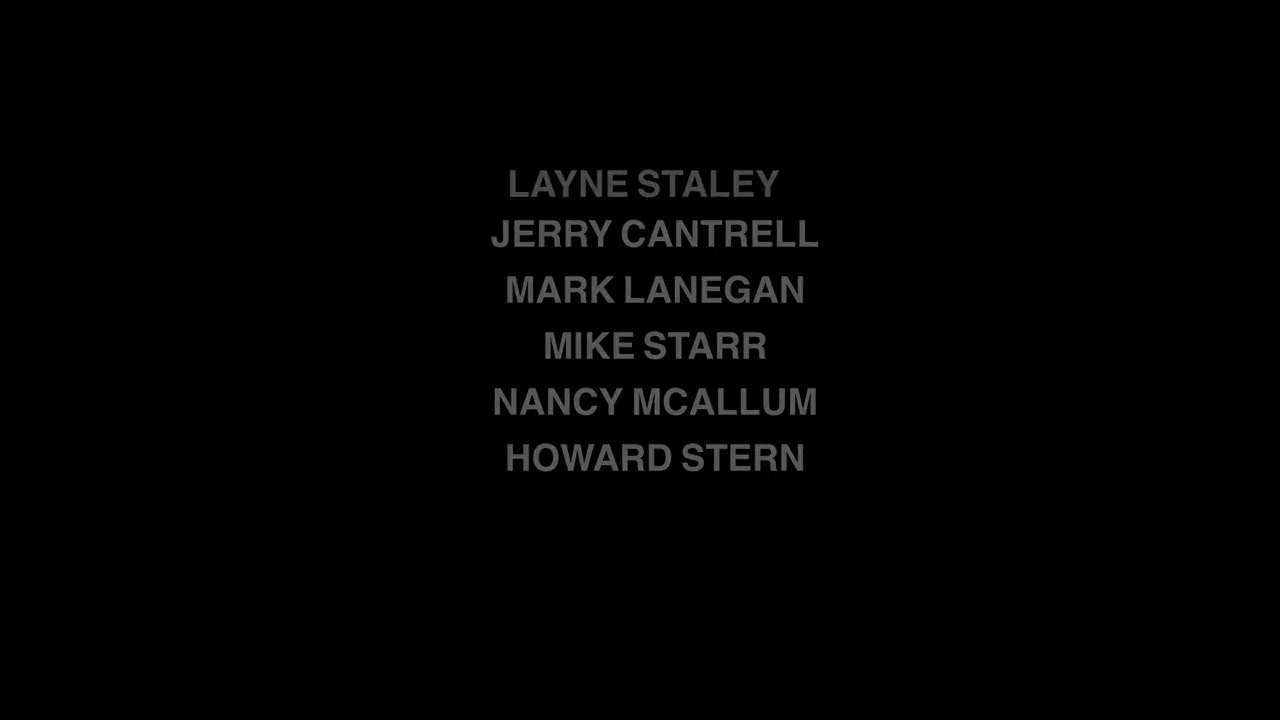 LAYNE STALEY
JERRY CANTRELL
MARK LANEGAN
MIKE STARR
NANCY MCALLUM
HOWARD STERN